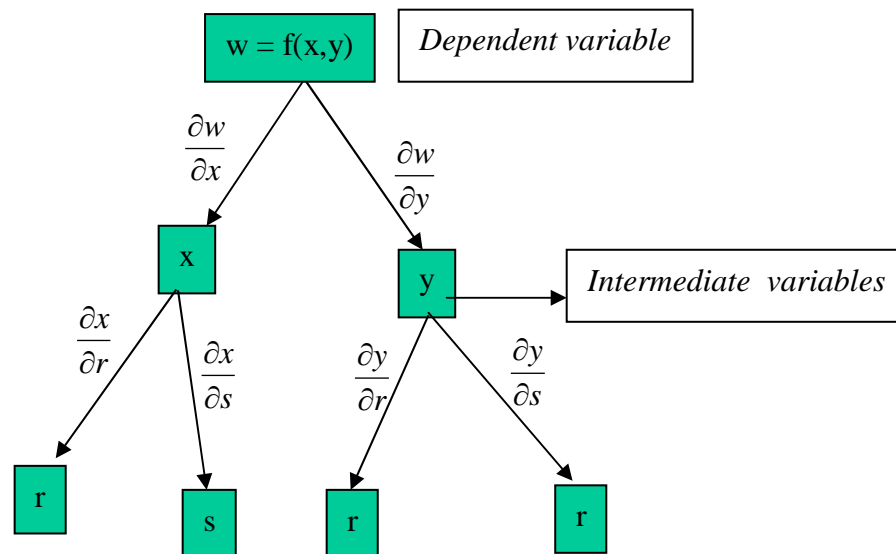 w = f(x,y)
Dependent variable
∂w/∂x
∂w/∂y
x
y
Intermediate variables
∂x/∂r
∂x/∂s
∂y/∂r
∂y/∂s
r
s
r
r